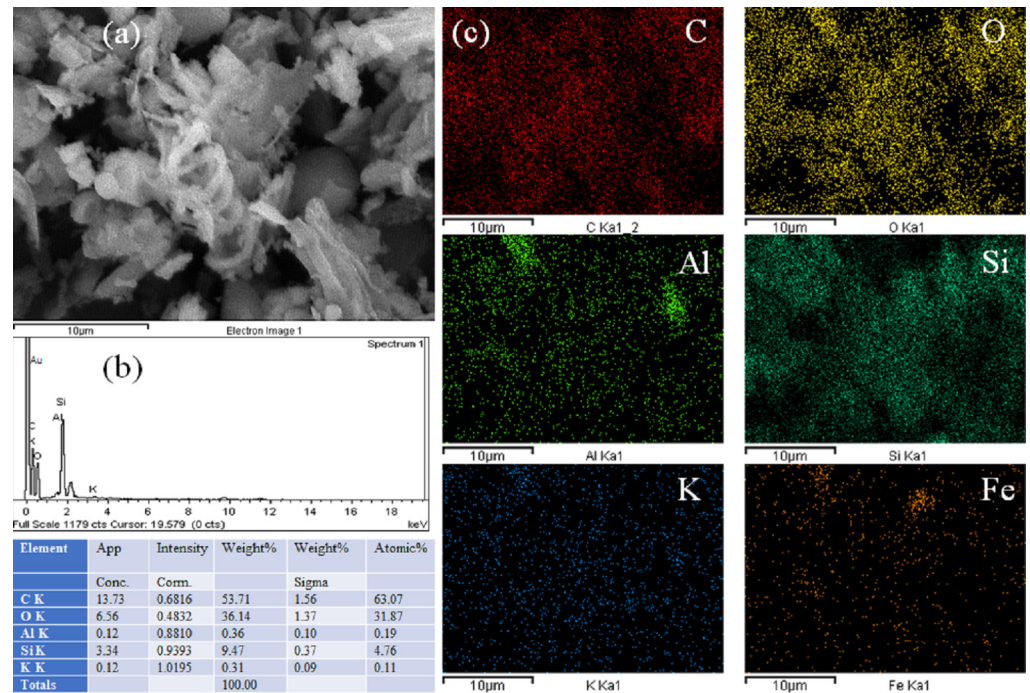 (a)
10μm
Electron Image 1
Spectrum 1
(b)
Au
Si
Al
C
K
O
K
0 2 4 6 8 10 12 14 16 18
Full Scale 1179 cts Cursor: 19.579 (0 cts)
keV
Element App Intensity Weight% Weight% Atomic%
Conc. Corrn. Sigma
C K 13.73 0.6816 53.71 1.56 63.07
O K 6.56 0.4832 36.14 1.37 31.87
Al K 0.12 0.8810 0.36 0.10 0.19
Si K 3.34 0.9393 9.47 0.37 4.76
K K 0.12 1.0195 0.31 0.09 0.11
Totals 100.00
(c)
C
10μm
C Ka1_2
O
10μm
O Ka1
Al
10μm
Al Ka1
Si
10μm
Si Ka1
K
10μm
K Ka1
Fe
10μm
Fe Ka1